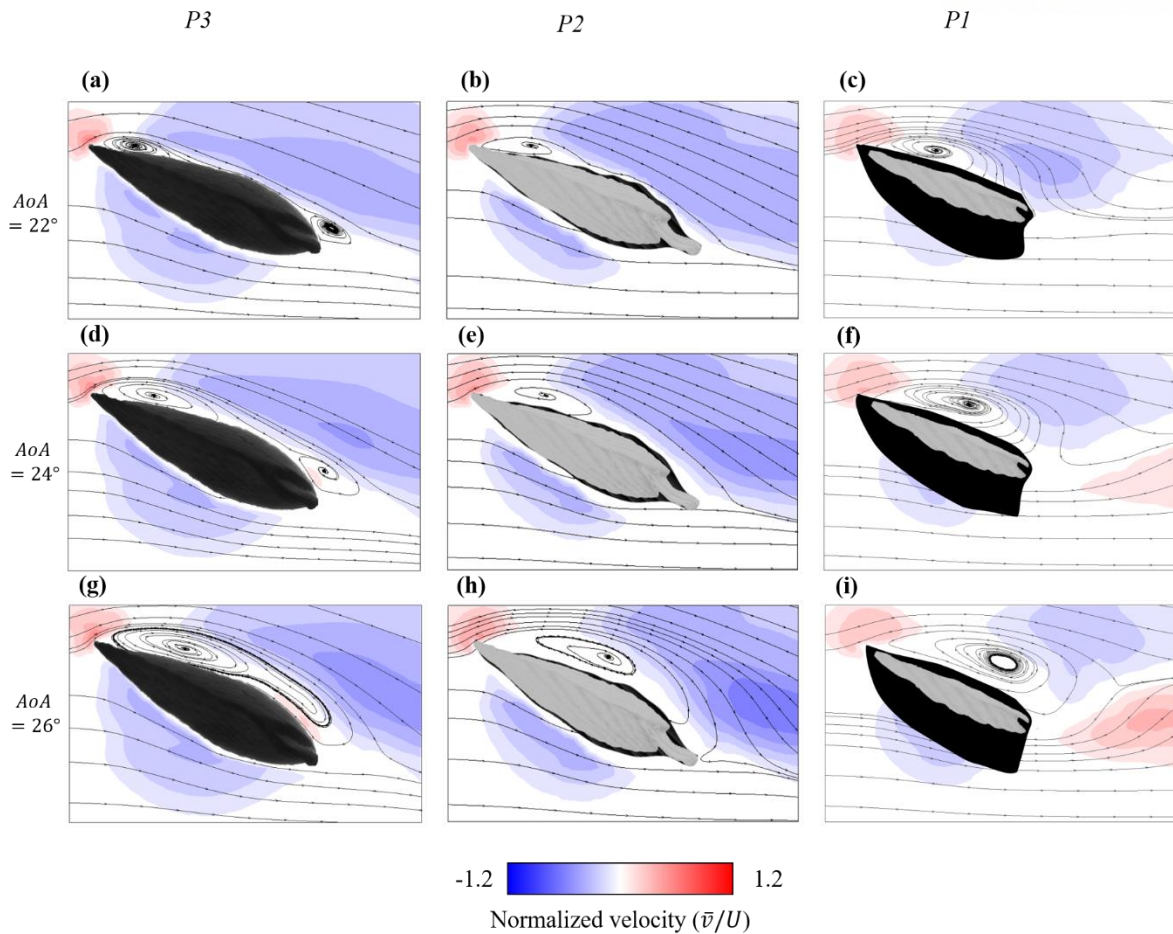 P3 P2 P1
(a) (b) (c)
AoA
= 22°
(d) (e) (f)
AoA
= 24°
(g) (h) (i)
AoA
= 26°
-1.2 1.2
Normalized velocity (v̄/U)